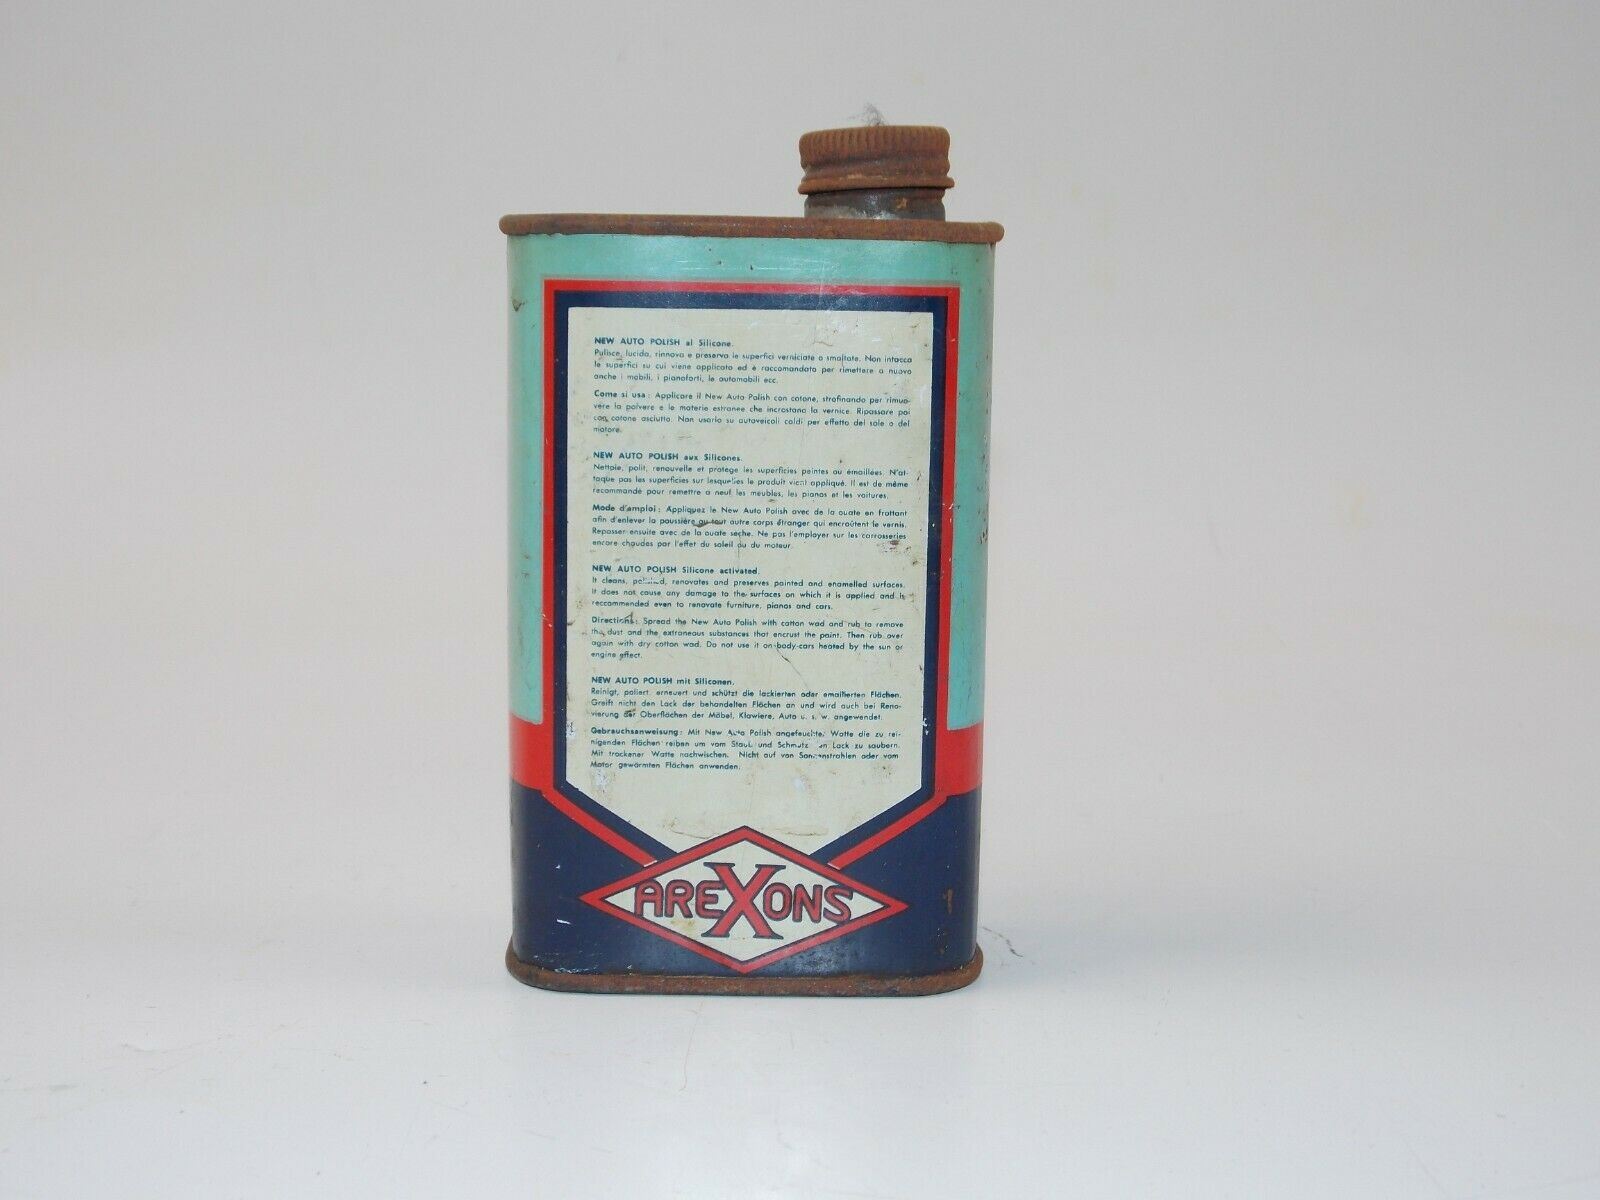 NEW AUTO POLISH al Silicone.
Pulisce, lucida, rinnova e preserva le superfici verniciate o smaltate. Non intacca
le superfici su cui viene applicato ed è raccomandato per rimettere a nuovo
anche i mobili, i pianoforti, le automobili ecc.
Come si usa: Applicare il New Auto Polish con cotone, strofinando per rimuo-
vere la polvere e le materie estranee che incrostano la vernice. Ripassare poi
con cotone asciutto. Non usarlo su autoveicoli caldi per effetto del sole o del
motore.
NEW AUTO POLISH aux Silicones.
Nettoie, polit, renouvelle et protege les superficies peintes ou émaillées. N'at-
taque pas les superficies sur lesquelles le produit vient appliqué. Il est de même
recommandé pour remettre a neuf les meubles, les pianos et les voitures.
Mode d'emploi: Appliquez le New Auto Polish avec de la ouate en frottant
afin d'enlever la poussière ou tout autre corps étranger qui encroûtent le vernis.
Repasser ensuite avec de la ouate seche. Ne pas l'employer sur les carrosseries
encore chaudes par l'effet du soleil ou du moteur.
NEW AUTO POLISH Silicone activated.
It cleans, polished, renovates and preserves painted and enamelled surfaces.
It does not cause any damage to the surfaces on which it is applied and is
reccommended even to renovate furniture, pianos and cars.
Directions: Spread the New Auto Polish with cotton wad and rub to remove
the dust and the extraneous substances that encrust the paint. Then rub over
again with dry cotton wad. Do not use it on body-cars heated by the sun or
engine effect.
NEW AUTO POLISH mit Siliconen.
Reinigt, poliert, erneuert und schützt die lackierten oder emaillierten Flächen.
Greift nicht den Lack der behandelten Flächen an und wird auch bei Reno-
vierung der Oberflächen der Möbel, Klawiere, Auto u. s. w. angewendet.
Gebrauchsanweisung: Mit New Auto Polish angefeuchte, Watte die zu rei-
nigenden Flächen reiben um vom Staub und Schmutz den Lack zu saubern.
Mit trockener Watte nachwischen. Nicht auf von Sonnenstrahlen oder vom
Motor gewärmten Flächen anwenden.
AREXONS